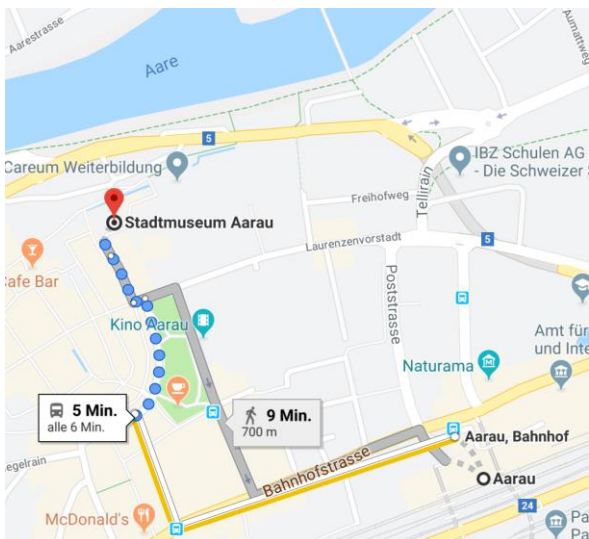 Aarestrasse
Aare
Aumattweg
5
Careum Weiterbildung
IBZ Schulen AG
- Die Schweizer S
Freihofweg
Tellirain
Stadtmuseum Aarau
Laurenzenvorstadt
5
Cafe Bar
Poststrasse
Kino Aarau
Amt für
und Inte
Naturama
5 Min.
alle 6 Min.
9 Min.
700 m
Aarau, Bahnhof
Bahnhofstrasse
egelrain
Aarau
24
McDonald's
Pa
Pa